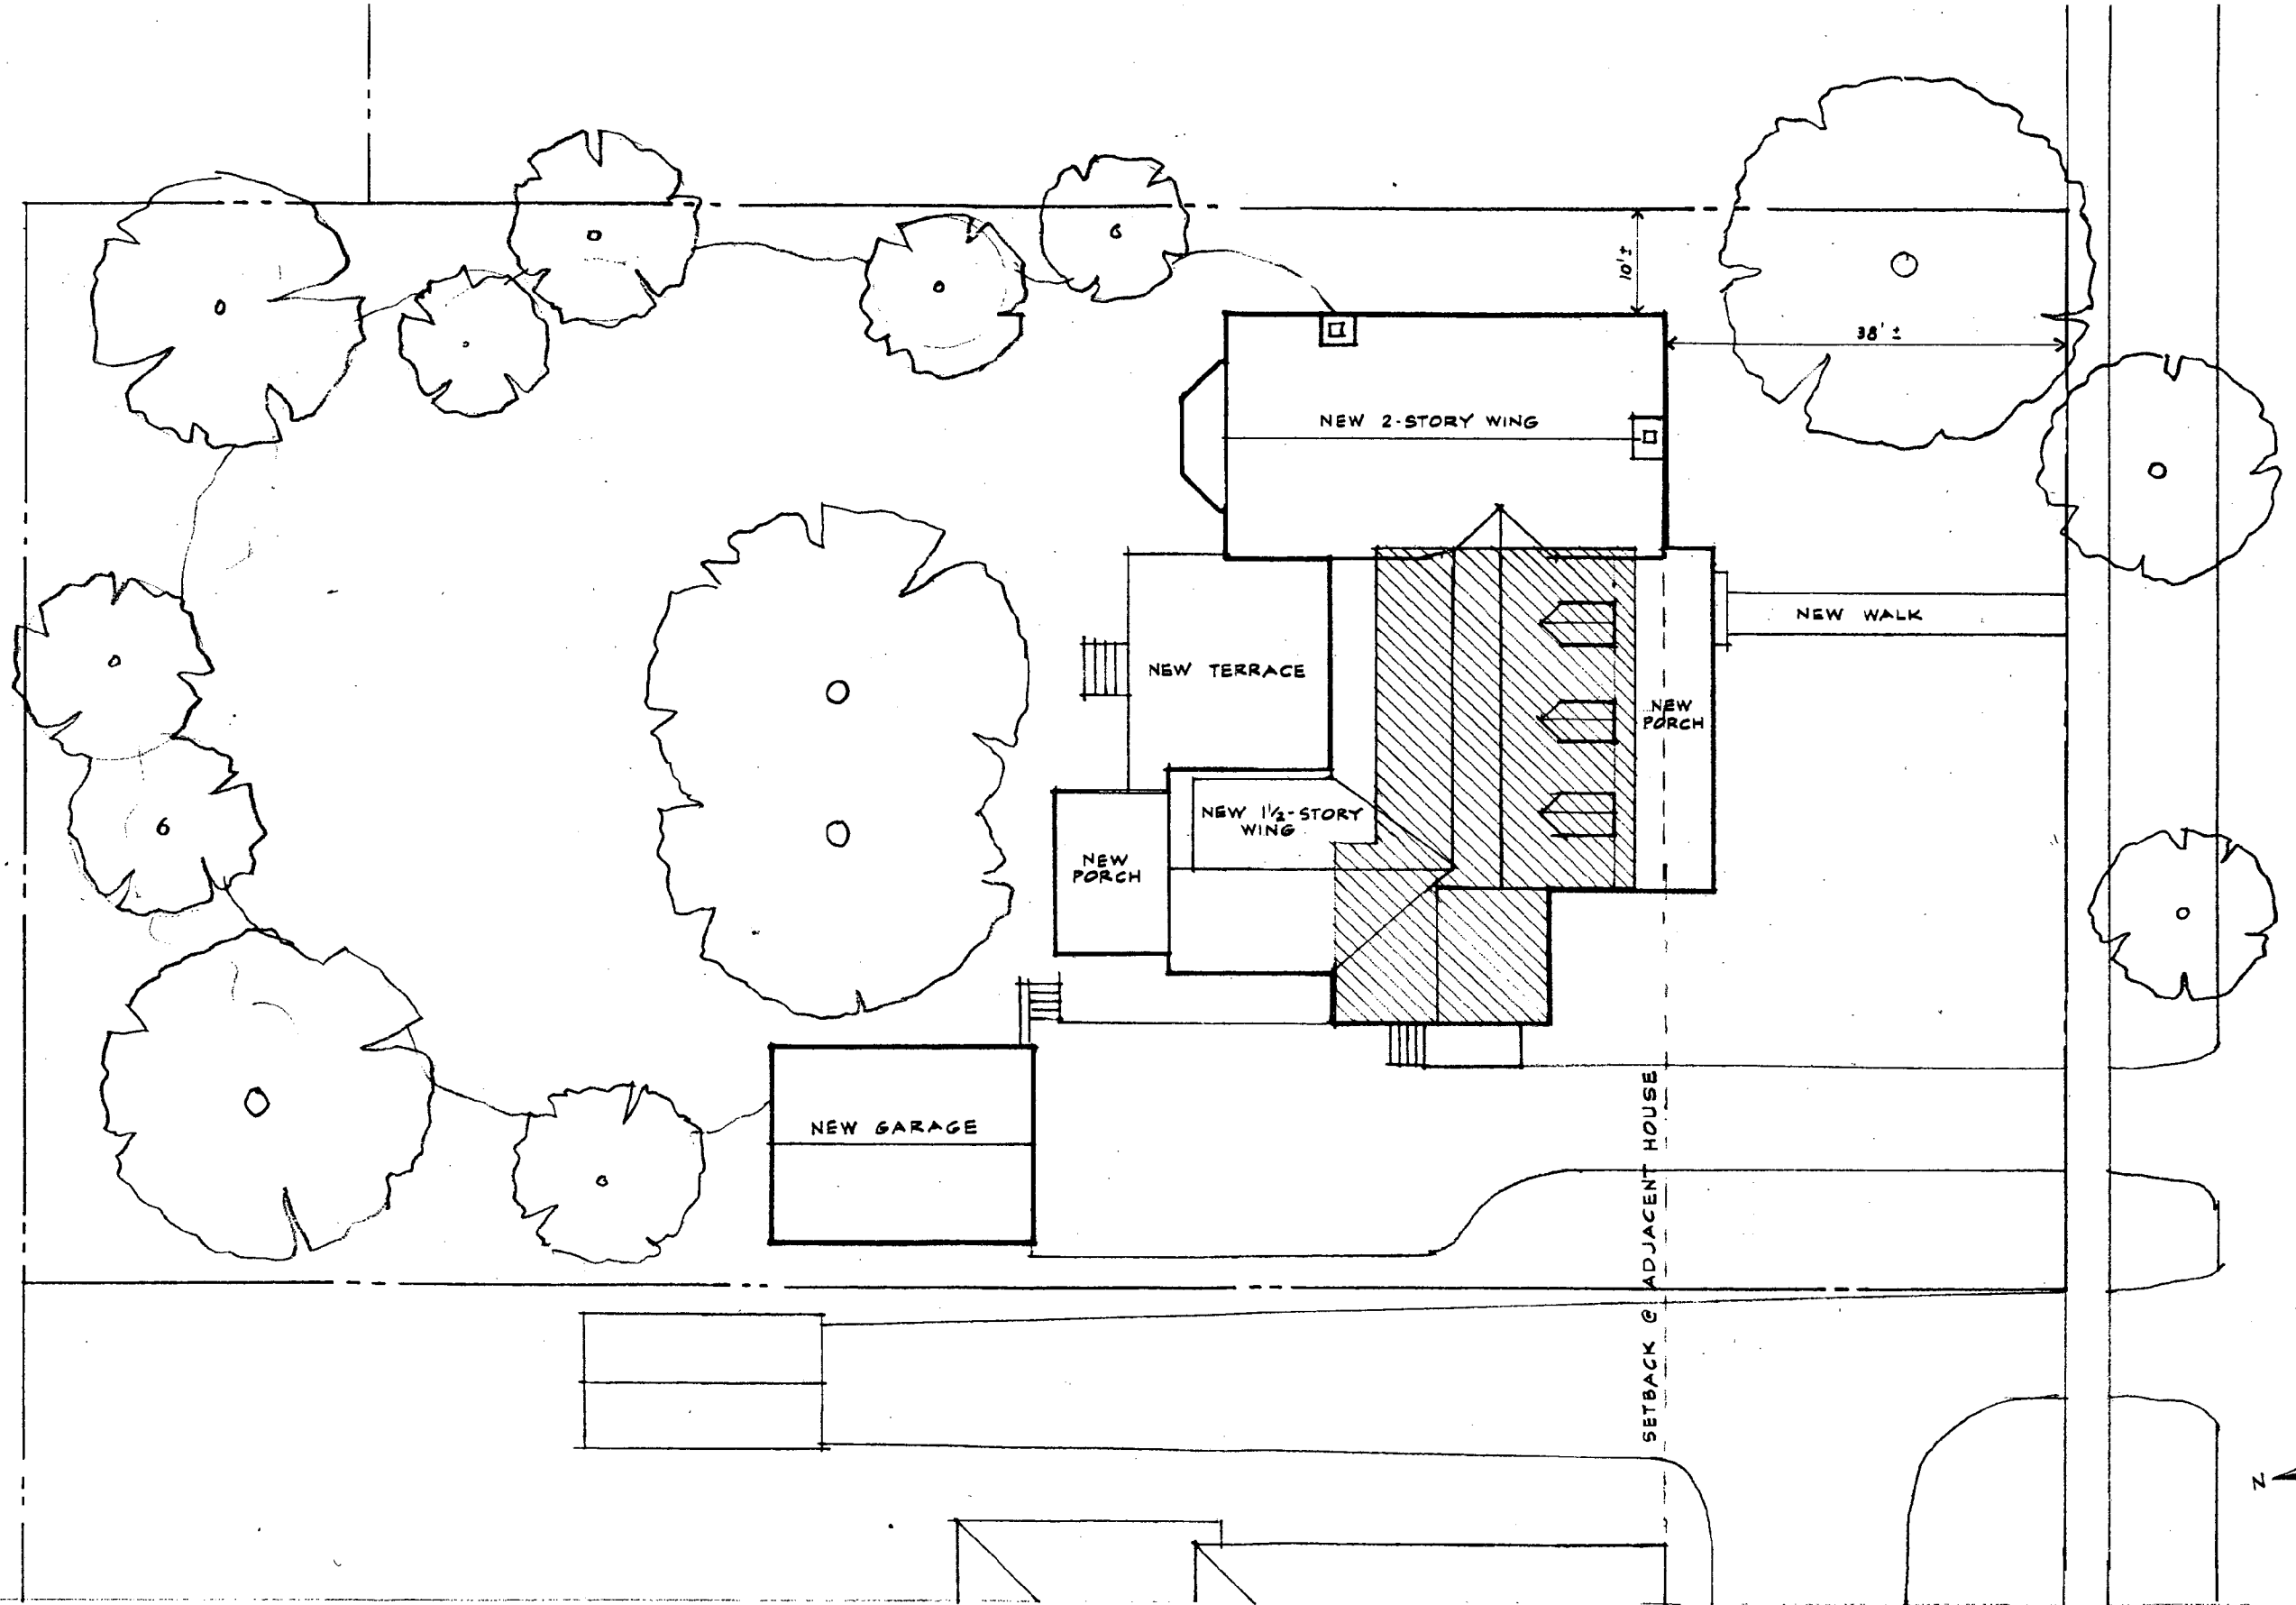 10'±
38' ±
NEW 2-STORY WING
NEW WALK
NEW TERRACE
NEW
PORCH
NEW 1½-STORY
WING
NEW
PORCH
NEW GARAGE
SETBACK @ ADJACENT HOUSE
N